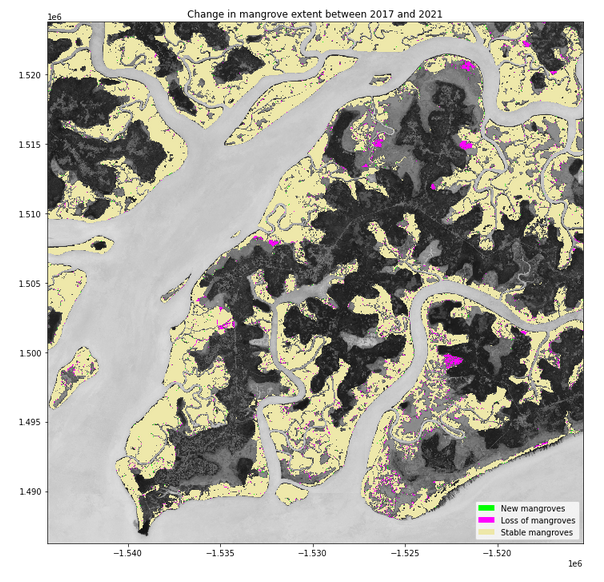 Change in mangrove extent between 2017 and 2021
1e6
1.520
1.515
1.510
1.505
1.500
1.495
1.490
New mangroves
Loss of mangroves
Stable mangroves
−1.540
−1.535
−1.530
−1.525
−1.520
1e6